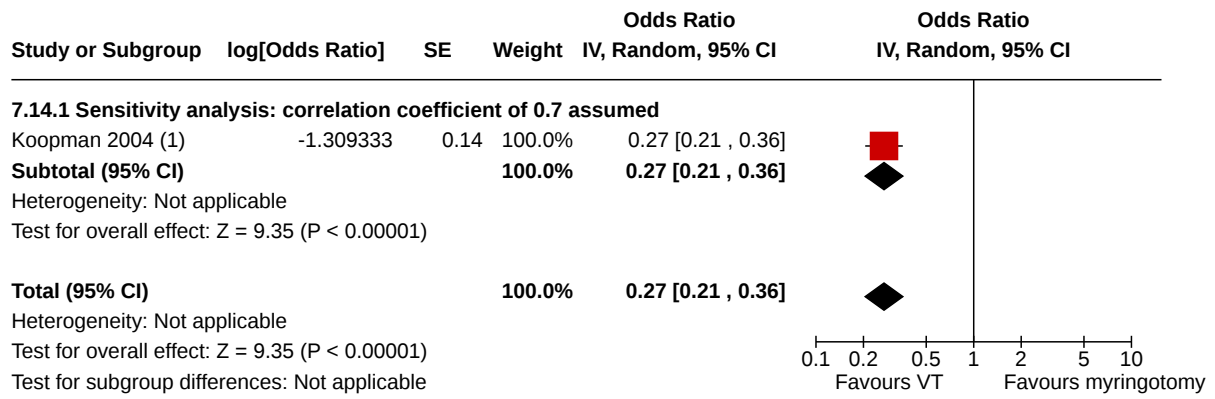 Odds Ratio Odds Ratio
Study or Subgroup log[Odds Ratio] SE Weight IV, Random, 95% CI IV, Random, 95% CI
7.14.1 Sensitivity analysis: correlation coefficient of 0.7 assumed
Koopman 2004 (1) -1.309333 0.14 100.0% 0.27 [0.21 , 0.36]
Subtotal (95% CI) 100.0% 0.27 [0.21 , 0.36]
Heterogeneity: Not applicable
Test for overall effect: Z = 9.35 (P < 0.00001)
Total (95% CI) 100.0% 0.27 [0.21 , 0.36]
Heterogeneity: Not applicable
Test for overall effect: Z = 9.35 (P < 0.00001)
0.1 0.2 0.5 1 2 5 10
Test for subgroup differences: Not applicable Favours VT Favours myringotomy